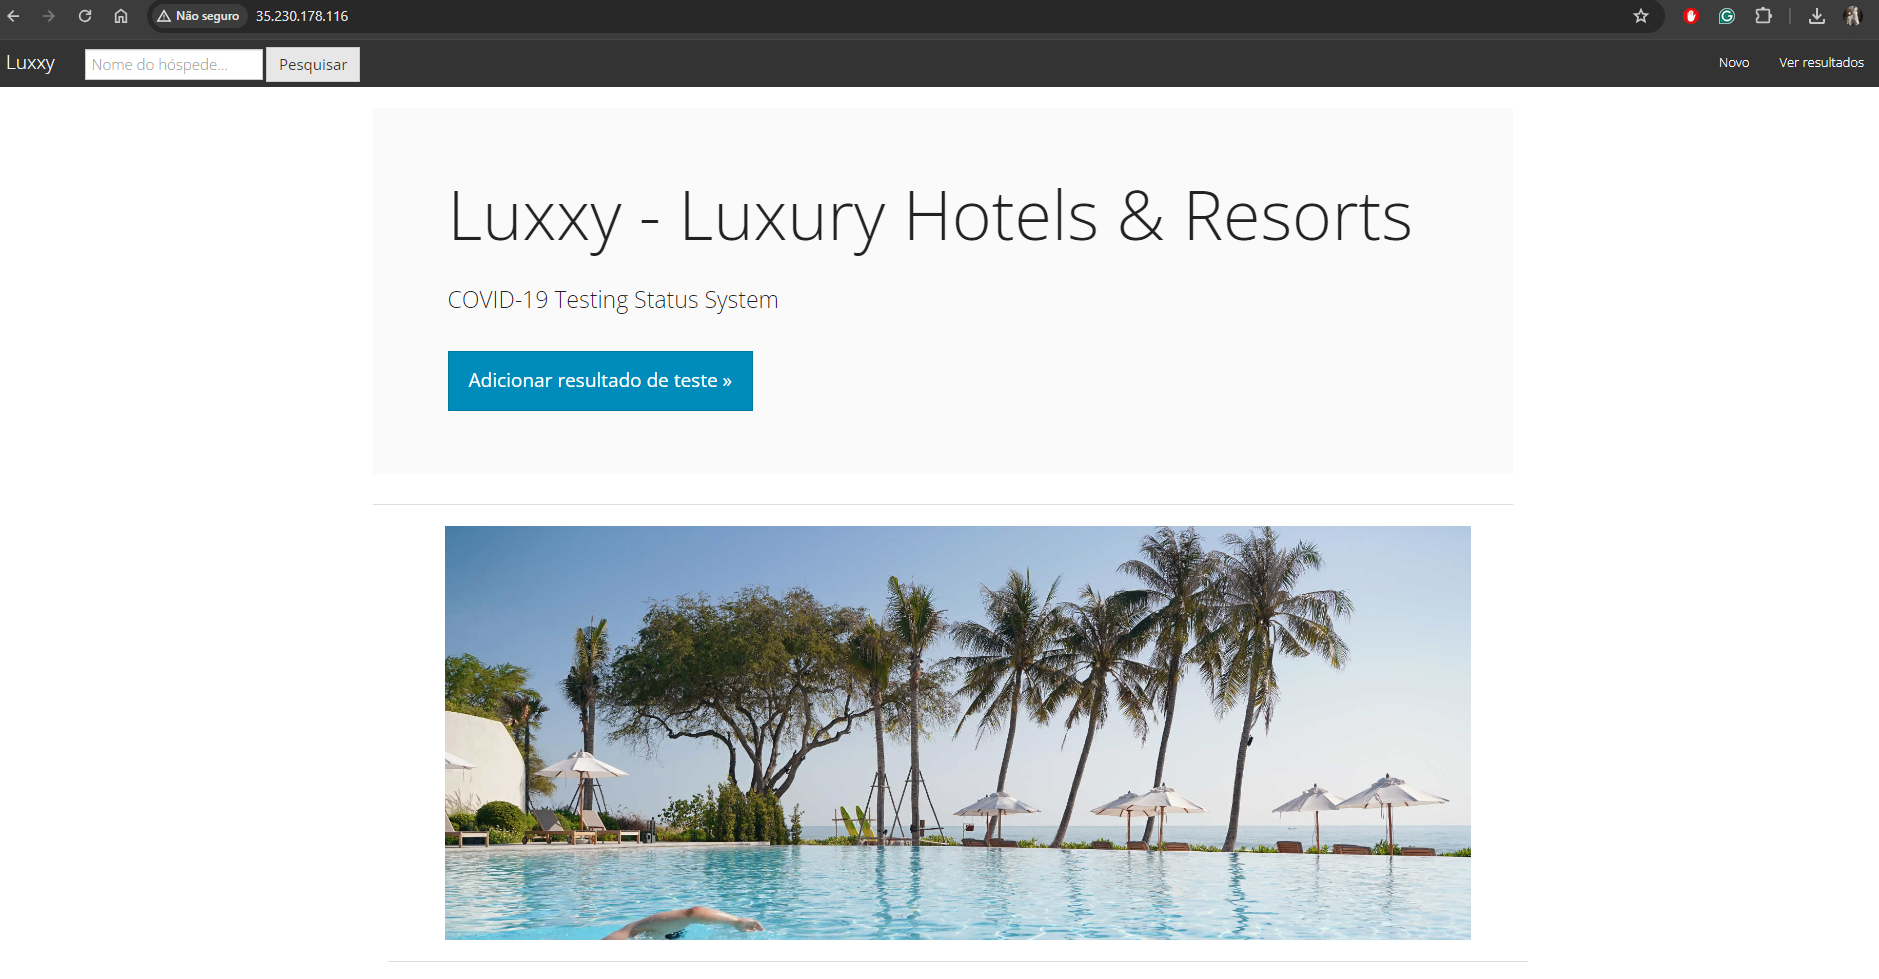 Não seguro 35.230.178.116
Luxxy Nome do hóspede... Pesquisar Novo Ver resultados
Luxxy - Luxury Hotels & Resorts
COVID-19 Testing Status System
Adicionar resultado de teste »